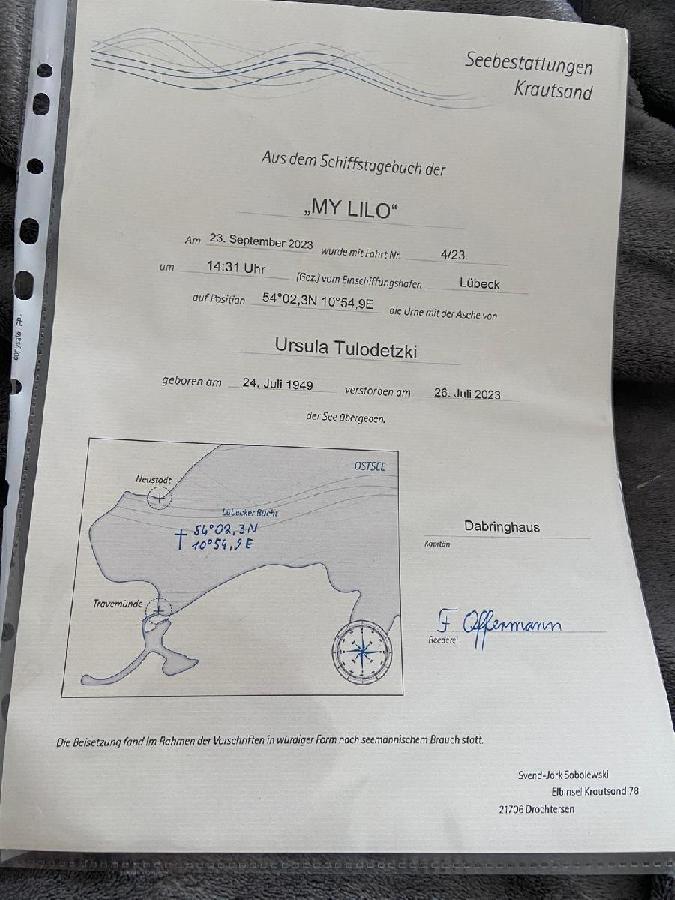 Seebestattungen
Krautsand
Aus dem Schiffstagebuch der
„MY LILO“
Am 23. September 2023 wurde mit Fahrt Nr. 4/23
um 14:31 Uhr (Gez.) vom Einschiffungshafen Lübeck
auf Position 54°02,3N 10°54,9E die Urne mit der Asche von
Ursula Tulodetzki
geboren am 24. Juli 1949 verstorben am 26. Juli 2023
der See übergeben.
OSTSEE
Neustadt
Lübecker Bucht
54°02,3N
10°54,9E
Travemünde
Dabringhaus
Kapitän
F Offermann
Reederei
Die Beisetzung fand im Rahmen der Vorschriften in würdiger Form nach seemännischem Brauch statt.
Svend-Jörk Sobolewski
Elbinsel Krautsand 78
21706 Drochtersen